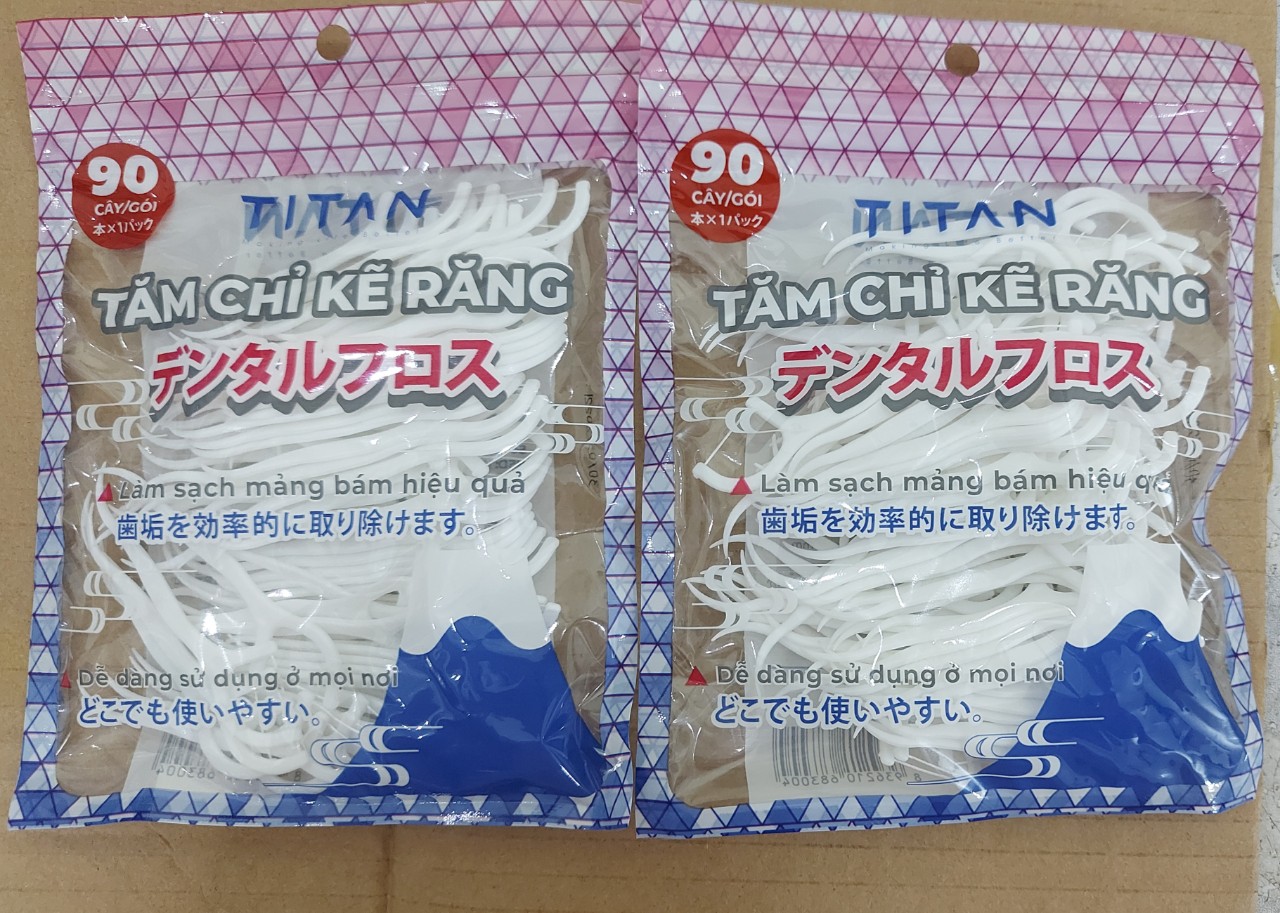 90
CÂY/GÓI
本×1パック
TITAN
TĂM CHỈ KẼ RĂNG
デンタルフロス
Làm sạch mảng bám hiệu quả
歯垢を効率的に取り除けます。
Dễ dàng sử dụng ở mọi nơi
どこでも使いやすい。
683004
90
CÂY/GÓI
本×1パック
TITAN
TĂM CHỈ KẼ RĂNG
デンタルフロス
Làm sạch mảng bám hiệu
歯垢を効率的に取り除けます。
Dễ dàng sử dụng ở mọi nơi
どこでも使いやすい。
8 936210 683004